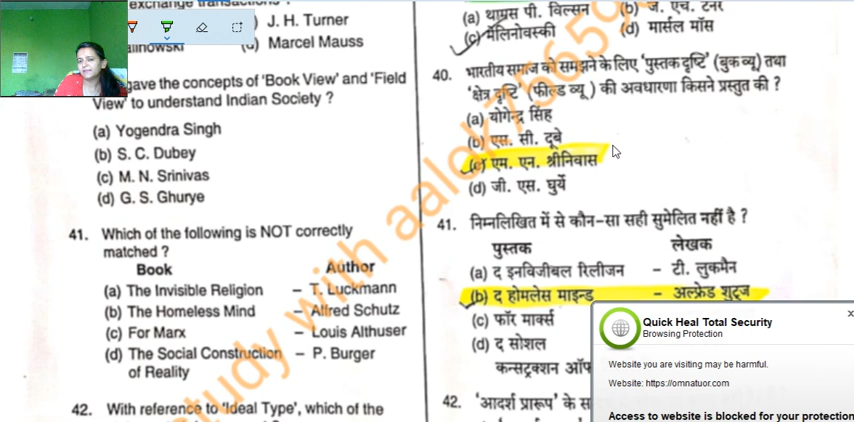 exchange transactions
) J. H. Turner
alinowski
(d) Marcel Mauss
gave the concepts of 'Book View' and 'Field
View' to understand Indian Society ?
(a) Yogendra Singh
(b) S. C. Dubey
(c) M. N. Srinivas
(d) G. S. Ghurye
41. Which of the following is NOT correctly
matched ?
Book Author
(a) The Invisible Religion – T. Luckmann
(b) The Homeless Mind – Alfred Schutz
(c) For Marx – Louis Althuser
(d) The Social Construction – P. Burger
of Reality
42. With reference to 'Ideal Type', which of the
(a) थामस पी. विल्सन (b) जे. एच. टर्नर
(c) मैलिनोवस्की (d) मार्सल मॉस
40. भारतीय समाज को समझने के लिए 'पुस्तक दृष्टि' (बुक व्यू) तथा
'क्षेत्र दृष्टि' (फील्ड व्यू) की अवधारणा किसने प्रस्तुत की ?
(a) योगेन्द्र सिंह
(b) एस. सी. दूबे
(c) एम. एन. श्रीनिवास
(d) जी. एस. घुर्ये
41. निम्नलिखित में से कौन-सा सही सुमेलित नहीं है ?
पुस्तक लेखक
(a) द इनविजीबल रिलीजन – टी. लुकमैन
(b) द होमलेस माइन्ड – अल्फ्रेड शुट्ज
(c) फॉर मार्क्स
(d) द सोशल
कन्सट्रक्शन ऑफ
42. 'आदर्श प्रारूप' के स
study with aalok756593
Quick Heal Total Security
Browsing Protection
Website you are visiting may be harmful.
Website: https://omnatuor.com
Access to website is blocked for your protection